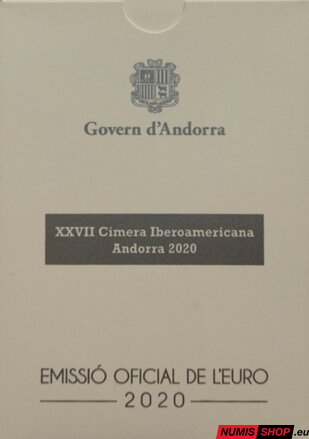 Govern d'Andorra
XXVII Cimera Iberoamericana
Andorra 2020
EMISSIÓ OFICIAL DE L'EURO
2020
NUMIS SHOP.eu